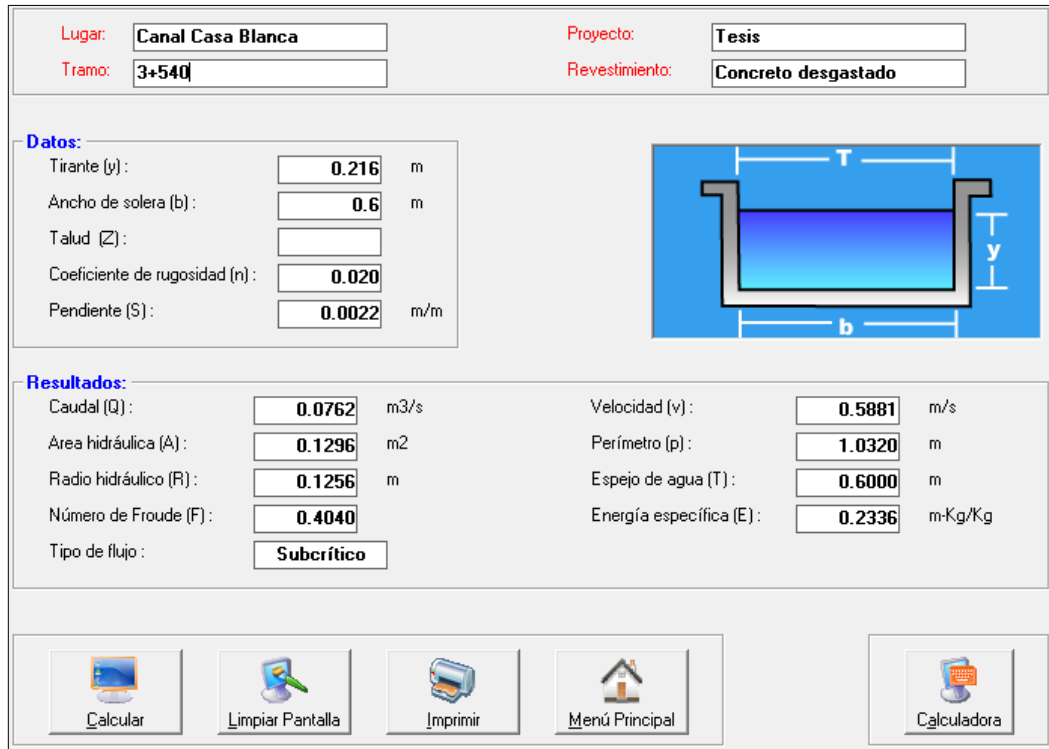 Lugar: Canal Casa Blanca Proyecto: Tesis
Tramo: 3+540 Revestimiento: Concreto desgastado
Datos:
Tirante (y) : 0.216 m
Ancho de solera (b) : 0.6 m
Talud (Z) :
Coeficiente de rugosidad (n) : 0.020
Pendiente (S) : 0.0022 m/m
T
y
b
Resultados:
Caudal (Q) : 0.0762 m3/s Velocidad (v) : 0.5881 m/s
Area hidráulica (A) : 0.1296 m2 Perímetro (p) : 1.0320 m
Radio hidráulico (R) : 0.1256 m Espejo de agua (T) : 0.6000 m
Número de Froude (F) : 0.4040 Energía específica (E) : 0.2336 m-Kg/Kg
Tipo de flujo : Subcrítico
Calcular Limpiar Pantalla Imprimir Menú Principal Calculadora